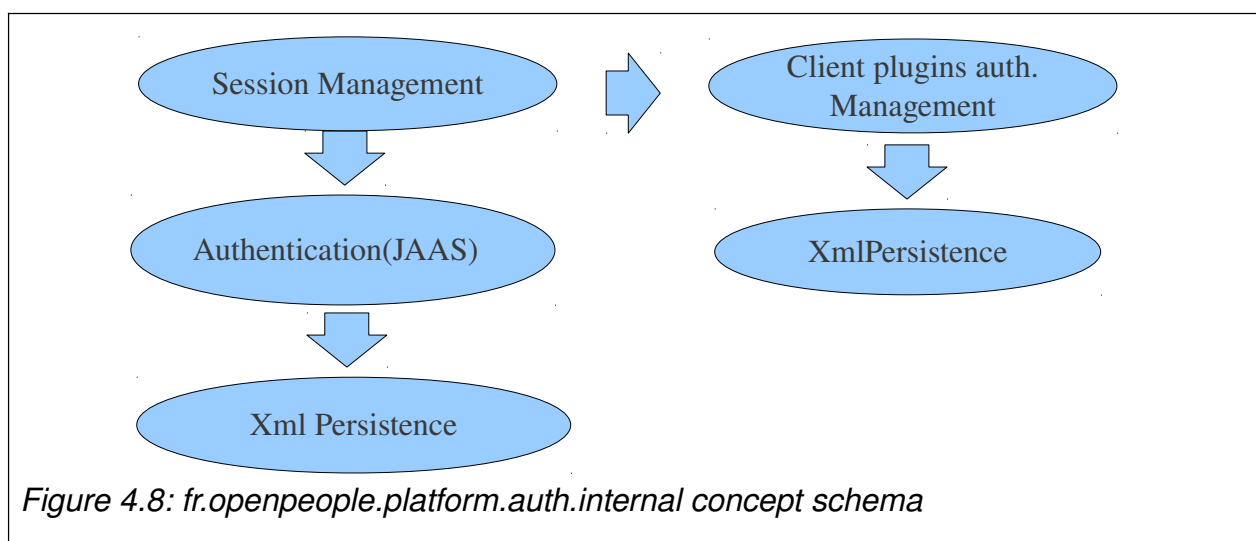 Session Management
Client plugins auth.
Management
Authentication(JAAS)
XmlPersistence
Xml Persistence
Figure 4.8: fr.openpeople.platform.auth.internal concept schema